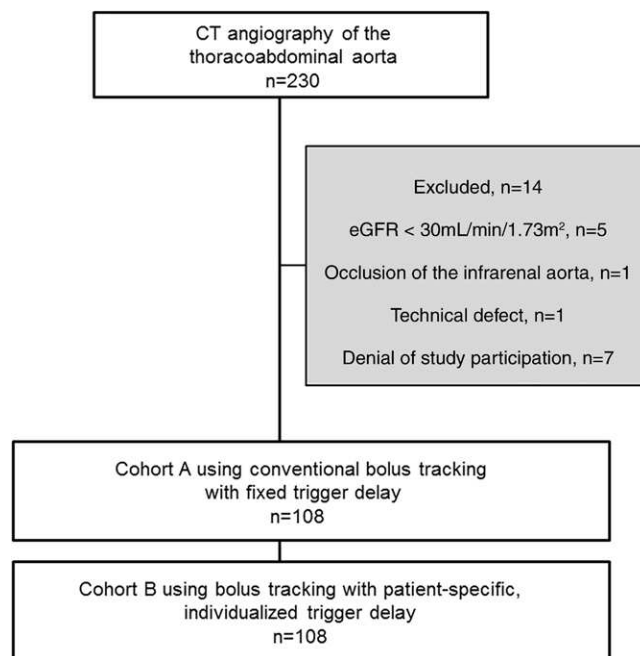 CT angiography of the
thoracoabdominal aorta
n=230
Excluded, n=14
eGFR < 30mL/min/1.73m², n=5
Occlusion of the infrarenal aorta, n=1
Technical defect, n=1
Denial of study participation, n=7
Cohort A using conventional bolus tracking
with fixed trigger delay
n=108
Cohort B using bolus tracking with patient-specific,
individualized trigger delay
n=108